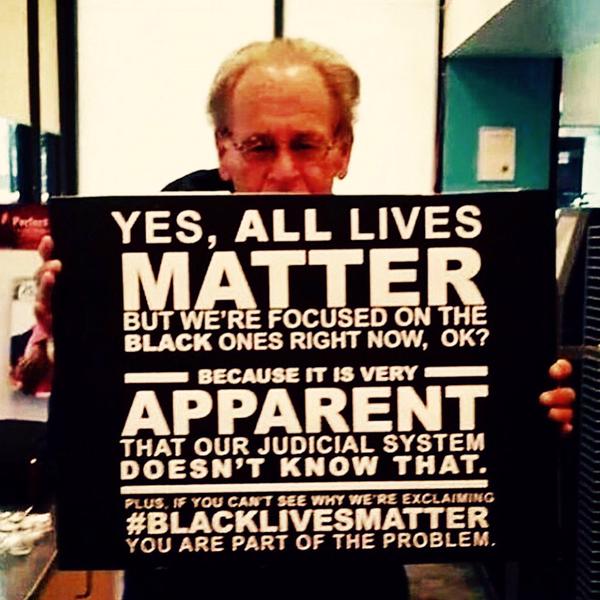 YES, ALL LIVES
MATTER
BUT WE'RE FOCUSED ON THE
BLACK ONES RIGHT NOW, OK?
BECAUSE IT IS VERY
APPARENT
THAT OUR JUDICIAL SYSTEM
DOESN'T KNOW THAT.
PLUS, IF YOU CAN'T SEE WHY WE'RE EXCLAIMING
#BLACKLIVESMATTER
YOU ARE PART OF THE PROBLEM.